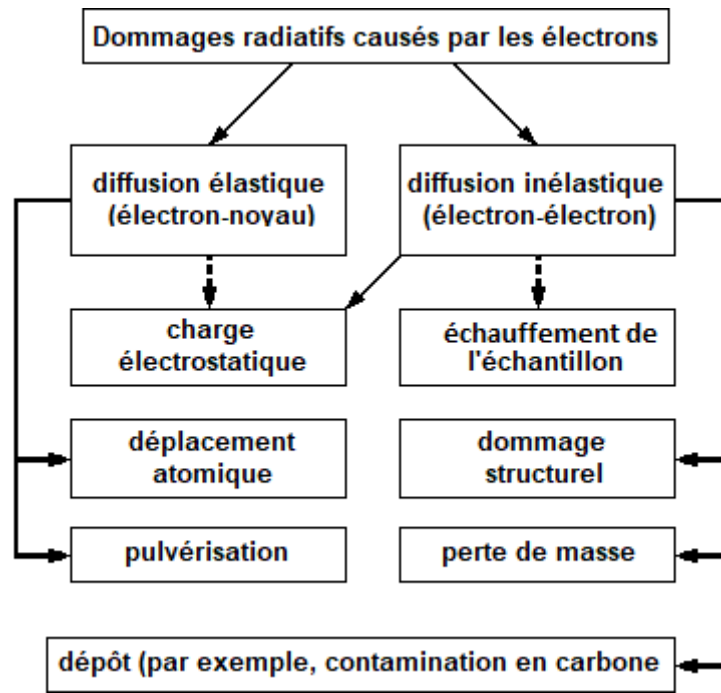 Dommages radiatifs causés par les électrons
diffusion élastique
(électron-noyau)
diffusion inélastique
(électron-électron)
charge
électrostatique
échauffement de
l'échantillon
déplacement
atomique
dommage
structurel
pulvérisation
perte de masse
dépôt (par exemple, contamination en carbone